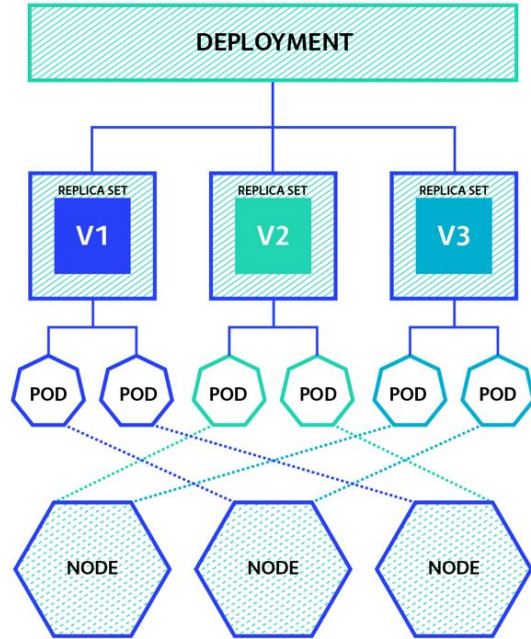 DEPLOYMENT
REPLICA SET
V1
REPLICA SET
V2
REPLICA SET
V3
POD
POD
POD
POD
POD
POD
NODE
NODE
NODE